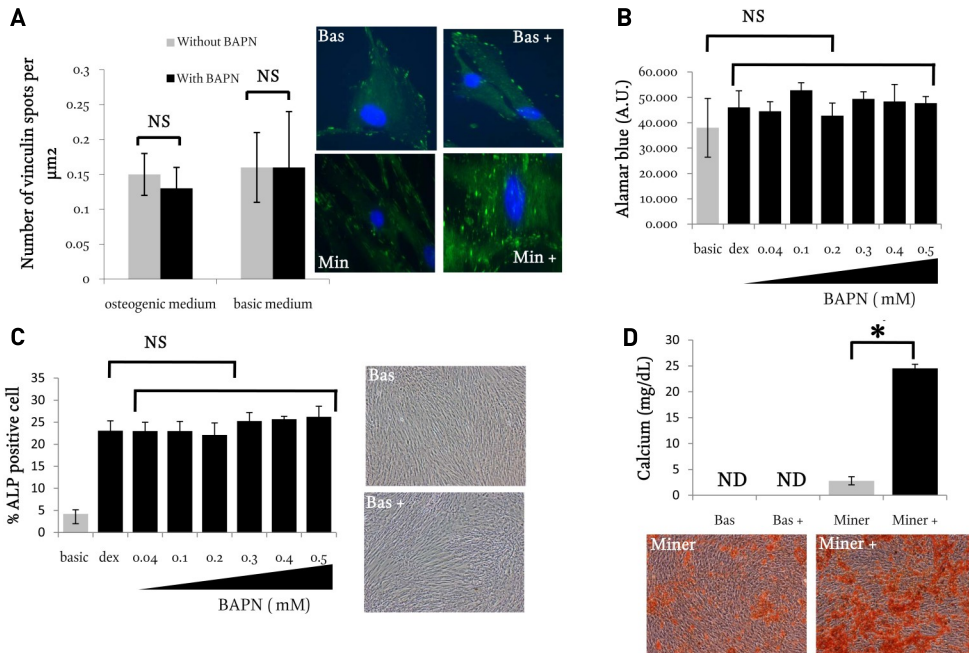 A
Without BAPN
With BAPN
Number of vinculin spots per
µm2
0.3
0.25
0.2
0.15
0.1
0.05
0
NS
NS
osteogenic medium
basic medium
Bas
Bas +
Min
Min +
B
NS
Alamar blue (A.U.)
60.000
50.000
40.000
30.000
20.000
10.000
0.000
basic dex 0.04 0.1 0.2 0.3 0.4 0.5
BAPN ( mM)
C
NS
% ALP positive cell
35
30
25
20
15
10
5
0
basic dex 0.04 0.1 0.2 0.3 0.4 0.5
BAPN ( mM)
Bas
Bas +
D
*
Calcium (mg/dL)
30
25
20
15
10
5
0
ND
ND
Bas Bas + Miner Miner +
Miner
Miner +